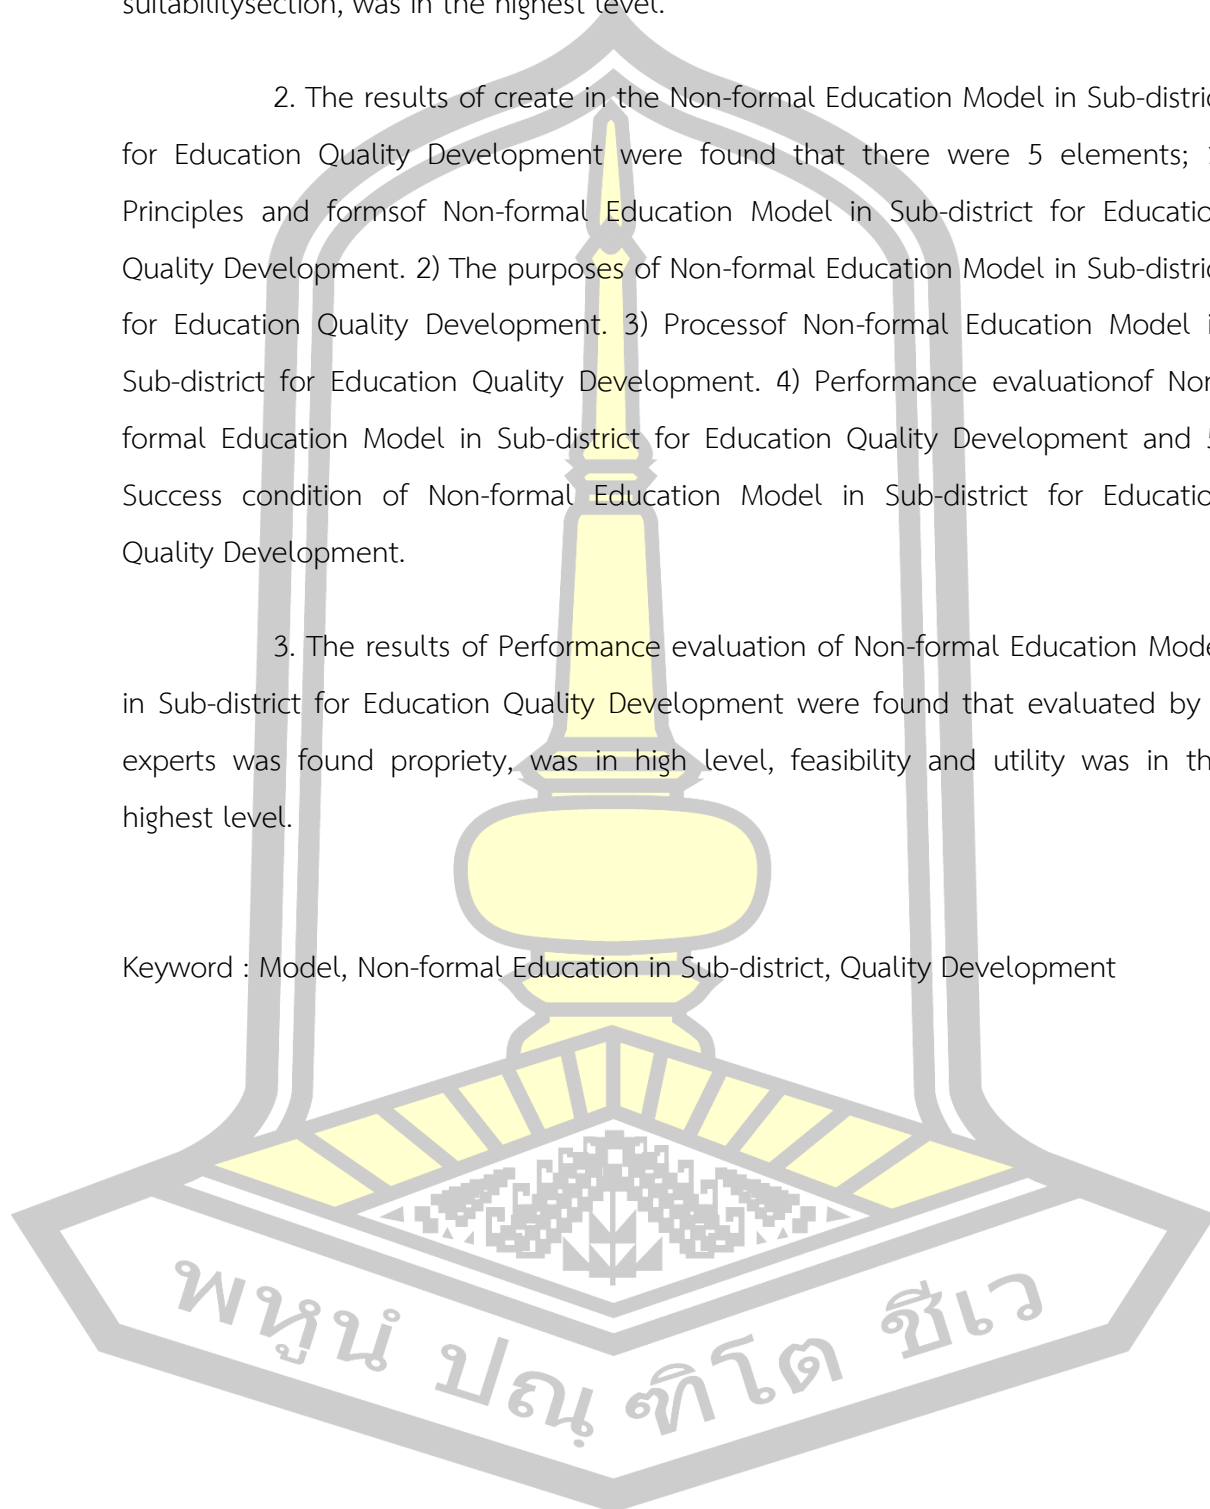 suitabilitysection, was in the highest level.
2. The results of create in the Non-formal Education Model in Sub-distric
for Education Quality Development were found that there were 5 elements;
Principles and formsof Non-formal Education Model in Sub-district for Educatio
Quality Development. 2) The purposes of Non-formal Education Model in Sub-distric
for Education Quality Development. 3) Processof Non-formal Education Model
Sub-district for Education Quality Development. 4) Performance evaluationof Non
formal Education Model in Sub-district for Education Quality Development and
Success condition of Non-formal Education Model in Sub-district for Educatio
Quality Development.
3. The results of Performance evaluation of Non-formal Education Mode
in Sub-district for Education Quality Development were found that evaluated by
experts was found propriety, was in high level, feasibility and utility was in th
highest level.
Keyword : Model, Non-formal Education in Sub-district, Quality Development
พหูนํ ปณฺฑิโต ชีเว